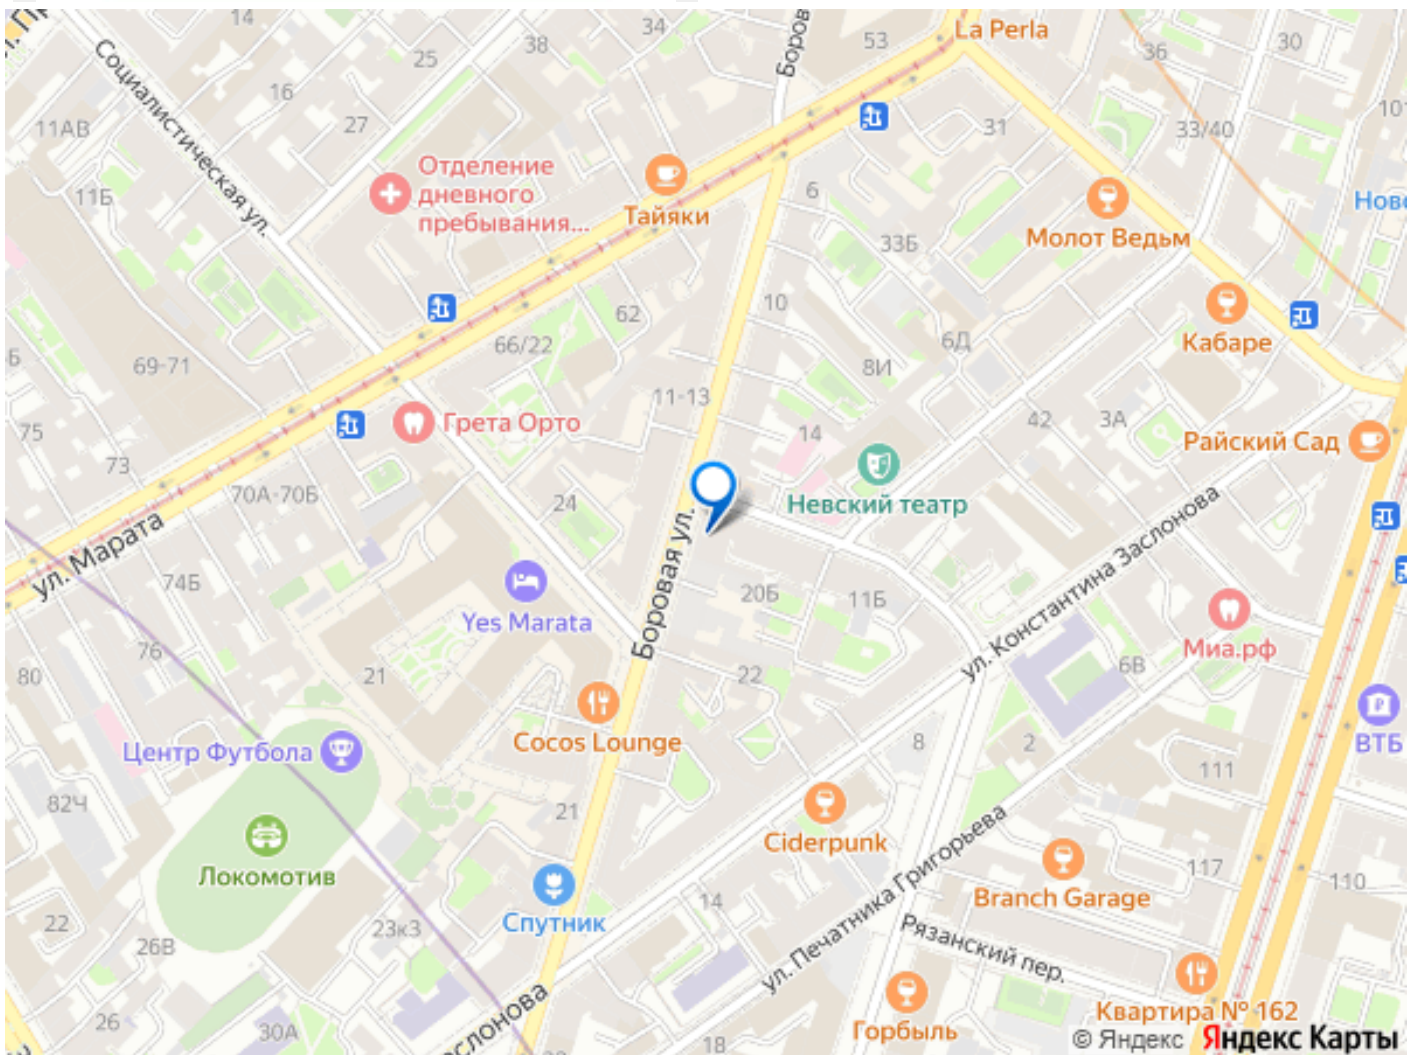 14
34
38
25
53
La Perla
36
30
Боров
Социалистическая ул.
16
27
11АВ
31
33/40
10
Отделение
дневного
пребывания...
11Б
6
Тайяки
Молот Ведьм
Ново
33Б
10
62
66/22
6Д
Кабаре
8И
Б
69-71
11-13
75
Грета Орто
14
42
3А
Райский Сад
73
70А-70Б
24
Невский театр
ул. Марата
Боровая ул.
ул. Константина Заслонова
74Б
Yes Marata
20Б
11Б
76
80
21
22
6В
Миа.рф
Центр Футбола
Cocos Lounge
8
2
111
ВТБ
82Ч
21
Ciderpunk
Локомотив
ул. Печатника Григорьева
117
110
Branch Garage
22
26В
23к3
Спутник
14
Рязанский пер.
26
30А
слонова
18
Горбыль
Квартира № 162
© Яндекс Яндекс Карты